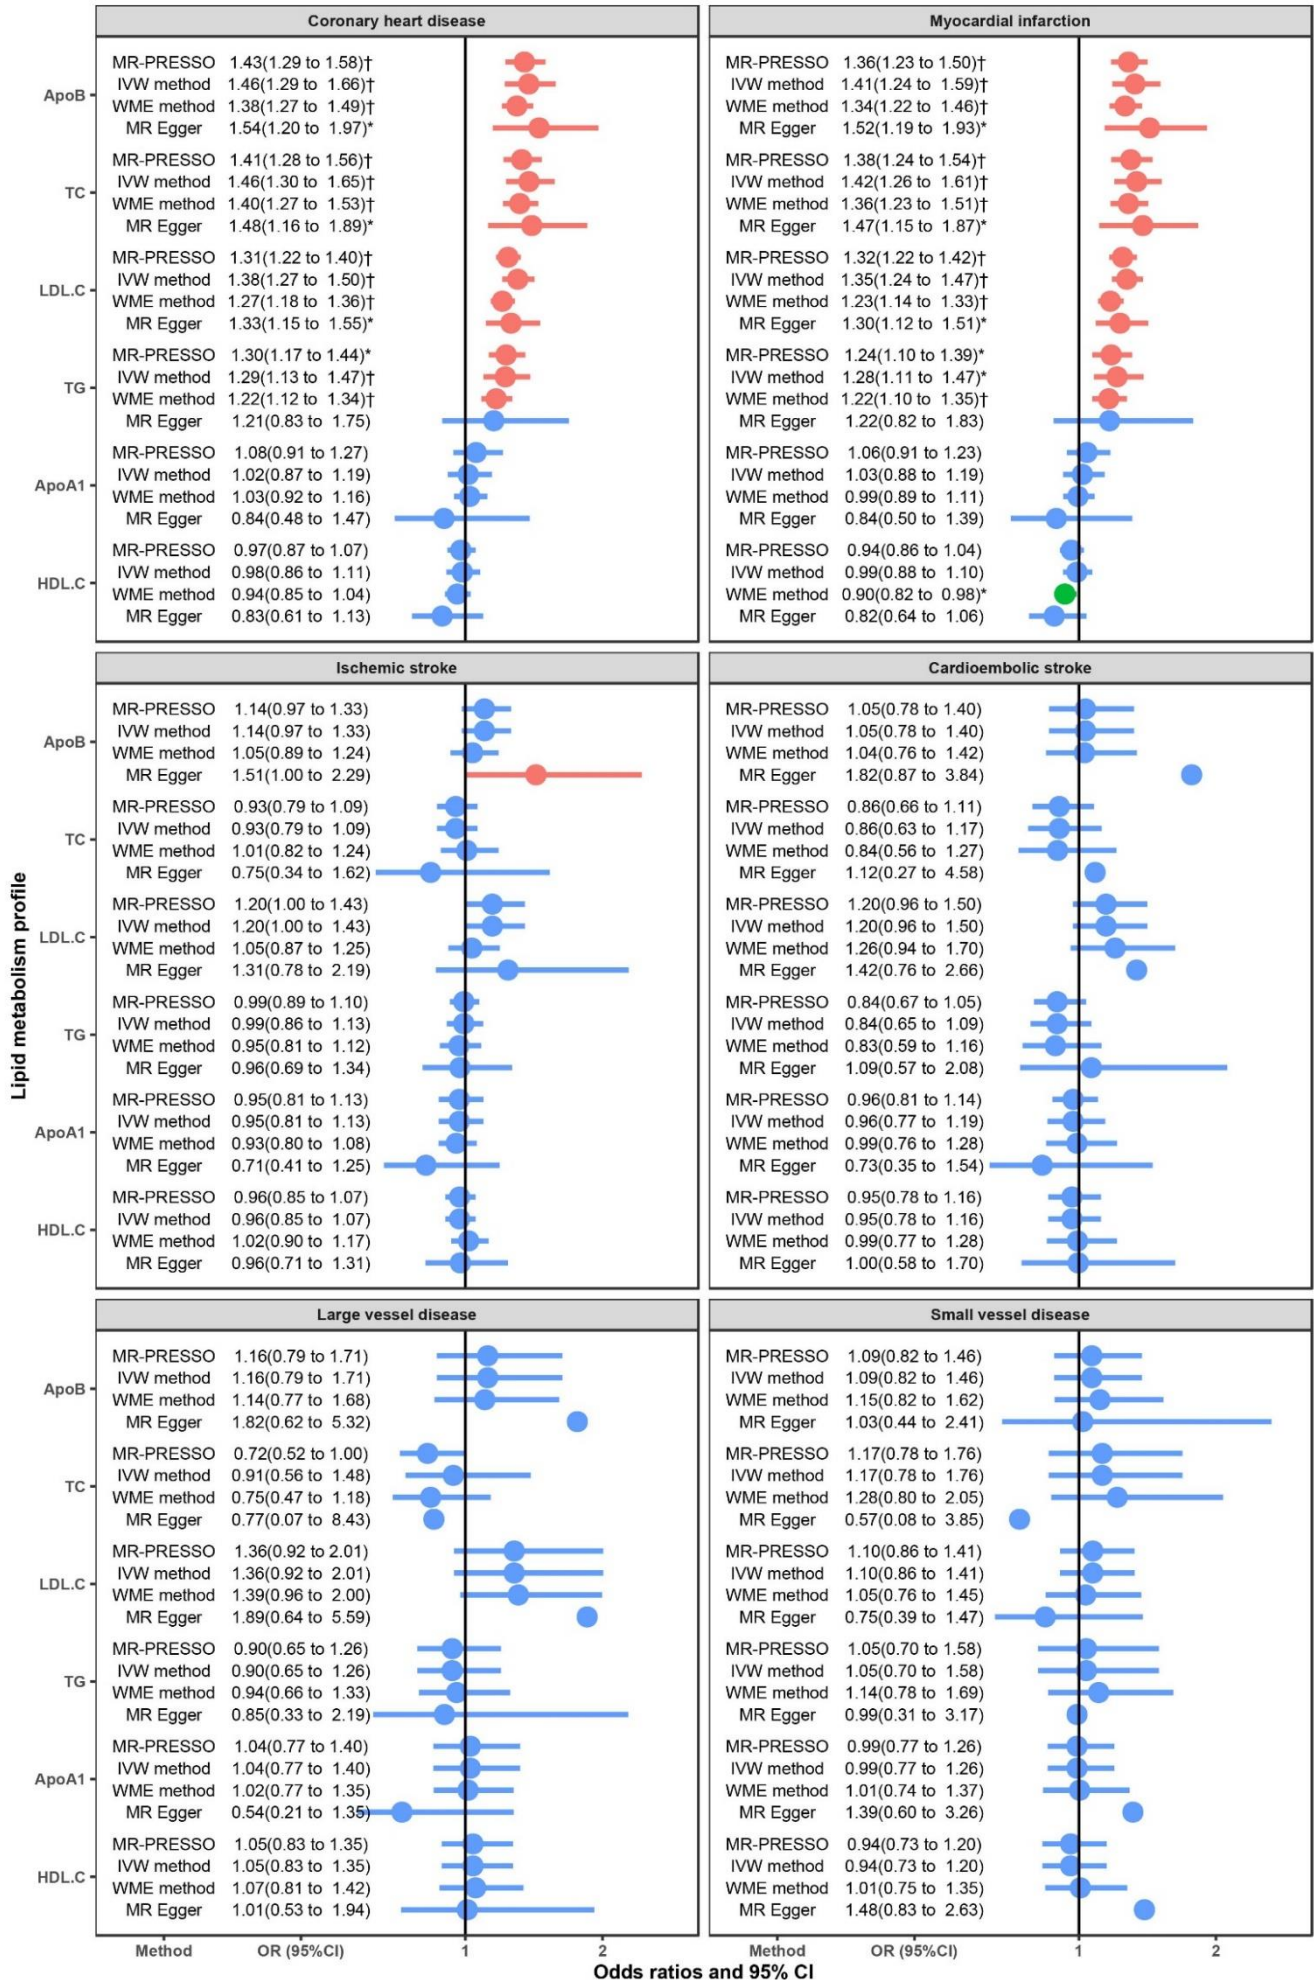 Coronary heart disease
ApoB
MR-PRESSO 1.43(1.29 to 1.58)†
IVW method 1.46(1.29 to 1.66)†
WME method 1.38(1.27 to 1.49)†
MR Egger 1.54(1.20 to 1.97)*
TC
MR-PRESSO 1.41(1.28 to 1.56)†
IVW method 1.46(1.30 to 1.65)†
WME method 1.40(1.27 to 1.53)†
MR Egger 1.48(1.16 to 1.89)*
LDL.C
MR-PRESSO 1.31(1.22 to 1.40)†
IVW method 1.38(1.27 to 1.50)†
WME method 1.27(1.18 to 1.36)†
MR Egger 1.33(1.15 to 1.55)*
TG
MR-PRESSO 1.30(1.17 to 1.44)*
IVW method 1.29(1.13 to 1.47)†
WME method 1.22(1.12 to 1.34)†
MR Egger 1.21(0.83 to 1.75)
ApoA1
MR-PRESSO 1.08(0.91 to 1.27)
IVW method 1.02(0.87 to 1.19)
WME method 1.03(0.92 to 1.16)
MR Egger 0.84(0.48 to 1.47)
HDL.C
MR-PRESSO 0.97(0.87 to 1.07)
IVW method 0.98(0.86 to 1.11)
WME method 0.94(0.85 to 1.04)
MR Egger 0.83(0.61 to 1.13)
Myocardial infarction
MR-PRESSO 1.36(1.23 to 1.50)†
IVW method 1.41(1.24 to 1.59)†
WME method 1.34(1.22 to 1.46)†
MR Egger 1.52(1.19 to 1.93)*
MR-PRESSO 1.38(1.24 to 1.54)†
IVW method 1.42(1.26 to 1.61)†
WME method 1.36(1.23 to 1.51)†
MR Egger 1.47(1.15 to 1.87)*
MR-PRESSO 1.32(1.22 to 1.42)†
IVW method 1.35(1.24 to 1.47)†
WME method 1.23(1.14 to 1.33)†
MR Egger 1.30(1.12 to 1.51)*
MR-PRESSO 1.24(1.10 to 1.39)*
IVW method 1.28(1.11 to 1.47)*
WME method 1.22(1.10 to 1.35)†
MR Egger 1.22(0.82 to 1.83)
MR-PRESSO 1.06(0.91 to 1.23)
IVW method 1.03(0.88 to 1.19)
WME method 0.99(0.89 to 1.11)
MR Egger 0.84(0.50 to 1.39)
MR-PRESSO 0.94(0.86 to 1.04)
IVW method 0.99(0.88 to 1.10)
WME method 0.90(0.82 to 0.98)*
MR Egger 0.82(0.64 to 1.06)
Lipid metabolism profile
Ischemic stroke
ApoB
MR-PRESSO 1.14(0.97 to 1.33)
IVW method 1.14(0.97 to 1.33)
WME method 1.05(0.89 to 1.24)
MR Egger 1.51(1.00 to 2.29)
TC
MR-PRESSO 0.93(0.79 to 1.09)
IVW method 0.93(0.79 to 1.09)
WME method 1.01(0.82 to 1.24)
MR Egger 0.75(0.34 to 1.62)
LDL.C
MR-PRESSO 1.20(1.00 to 1.43)
IVW method 1.20(1.00 to 1.43)
WME method 1.05(0.87 to 1.25)
MR Egger 1.31(0.78 to 2.19)
TG
MR-PRESSO 0.99(0.89 to 1.10)
IVW method 0.99(0.86 to 1.13)
WME method 0.95(0.81 to 1.12)
MR Egger 0.96(0.69 to 1.34)
ApoA1
MR-PRESSO 0.95(0.81 to 1.13)
IVW method 0.95(0.81 to 1.13)
WME method 0.93(0.80 to 1.08)
MR Egger 0.71(0.41 to 1.25)
HDL.C
MR-PRESSO 0.96(0.85 to 1.07)
IVW method 0.96(0.85 to 1.07)
WME method 1.02(0.90 to 1.17)
MR Egger 0.96(0.71 to 1.31)
Cardioembolic stroke
MR-PRESSO 1.05(0.78 to 1.40)
IVW method 1.05(0.78 to 1.40)
WME method 1.04(0.76 to 1.42)
MR Egger 1.82(0.87 to 3.84)
MR-PRESSO 0.86(0.66 to 1.11)
IVW method 0.86(0.63 to 1.17)
WME method 0.84(0.56 to 1.27)
MR Egger 1.12(0.27 to 4.58)
MR-PRESSO 1.20(0.96 to 1.50)
IVW method 1.20(0.96 to 1.50)
WME method 1.26(0.94 to 1.70)
MR Egger 1.42(0.76 to 2.66)
MR-PRESSO 0.84(0.67 to 1.05)
IVW method 0.84(0.65 to 1.09)
WME method 0.83(0.59 to 1.16)
MR Egger 1.09(0.57 to 2.08)
MR-PRESSO 0.96(0.81 to 1.14)
IVW method 0.96(0.77 to 1.19)
WME method 0.99(0.76 to 1.28)
MR Egger 0.73(0.35 to 1.54)
MR-PRESSO 0.95(0.78 to 1.16)
IVW method 0.95(0.78 to 1.16)
WME method 0.99(0.77 to 1.28)
MR Egger 1.00(0.58 to 1.70)
Large vessel disease
ApoB
MR-PRESSO 1.16(0.79 to 1.71)
IVW method 1.16(0.79 to 1.71)
WME method 1.14(0.77 to 1.68)
MR Egger 1.82(0.62 to 5.32)
TC
MR-PRESSO 0.72(0.52 to 1.00)
IVW method 0.91(0.56 to 1.48)
WME method 0.75(0.47 to 1.18)
MR Egger 0.77(0.07 to 8.43)
LDL.C
MR-PRESSO 1.36(0.92 to 2.01)
IVW method 1.36(0.92 to 2.01)
WME method 1.39(0.96 to 2.00)
MR Egger 1.89(0.64 to 5.59)
TG
MR-PRESSO 0.90(0.65 to 1.26)
IVW method 0.90(0.65 to 1.26)
WME method 0.94(0.66 to 1.33)
MR Egger 0.85(0.33 to 2.19)
ApoA1
MR-PRESSO 1.04(0.77 to 1.40)
IVW method 1.04(0.77 to 1.40)
WME method 1.02(0.77 to 1.35)
MR Egger 0.54(0.21 to 1.35)
HDL.C
MR-PRESSO 1.05(0.83 to 1.35)
IVW method 1.05(0.83 to 1.35)
WME method 1.07(0.81 to 1.42)
MR Egger 1.01(0.53 to 1.94)
Small vessel disease
MR-PRESSO 1.09(0.82 to 1.46)
IVW method 1.09(0.82 to 1.46)
WME method 1.15(0.82 to 1.62)
MR Egger 1.03(0.44 to 2.41)
MR-PRESSO 1.17(0.78 to 1.76)
IVW method 1.17(0.78 to 1.76)
WME method 1.28(0.80 to 2.05)
MR Egger 0.57(0.08 to 3.85)
MR-PRESSO 1.10(0.86 to 1.41)
IVW method 1.10(0.86 to 1.41)
WME method 1.05(0.76 to 1.45)
MR Egger 0.75(0.39 to 1.47)
MR-PRESSO 1.05(0.70 to 1.58)
IVW method 1.05(0.70 to 1.58)
WME method 1.14(0.78 to 1.69)
MR Egger 0.99(0.31 to 3.17)
MR-PRESSO 0.99(0.77 to 1.26)
IVW method 0.99(0.77 to 1.26)
WME method 1.01(0.74 to 1.37)
MR Egger 1.39(0.60 to 3.26)
MR-PRESSO 0.94(0.73 to 1.20)
IVW method 0.94(0.73 to 1.20)
WME method 1.01(0.75 to 1.35)
MR Egger 1.48(0.83 to 2.63)
Method OR (95%CI) 1 2
Method OR (95%CI) 1 2
Odds ratios and 95% CI